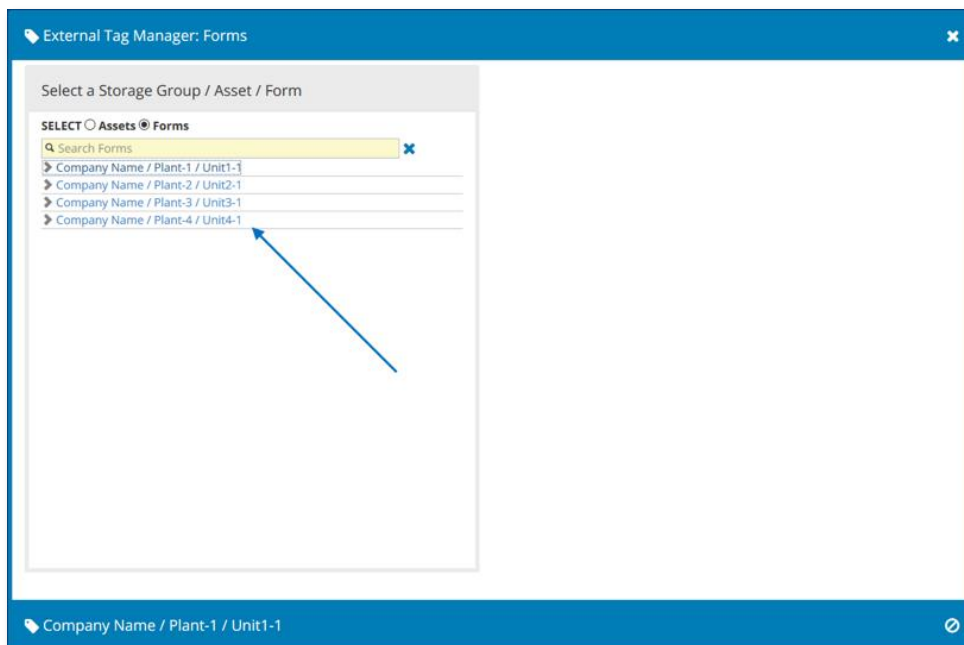 External Tag Manager: Forms
Select a Storage Group / Asset / Form
SELECT Assets Forms
Search Forms
Company Name / Plant-1 / Unit1-1
Company Name / Plant-2 / Unit2-1
Company Name / Plant-3 / Unit3-1
Company Name / Plant-4 / Unit4-1
Company Name / Plant-1 / Unit1-1